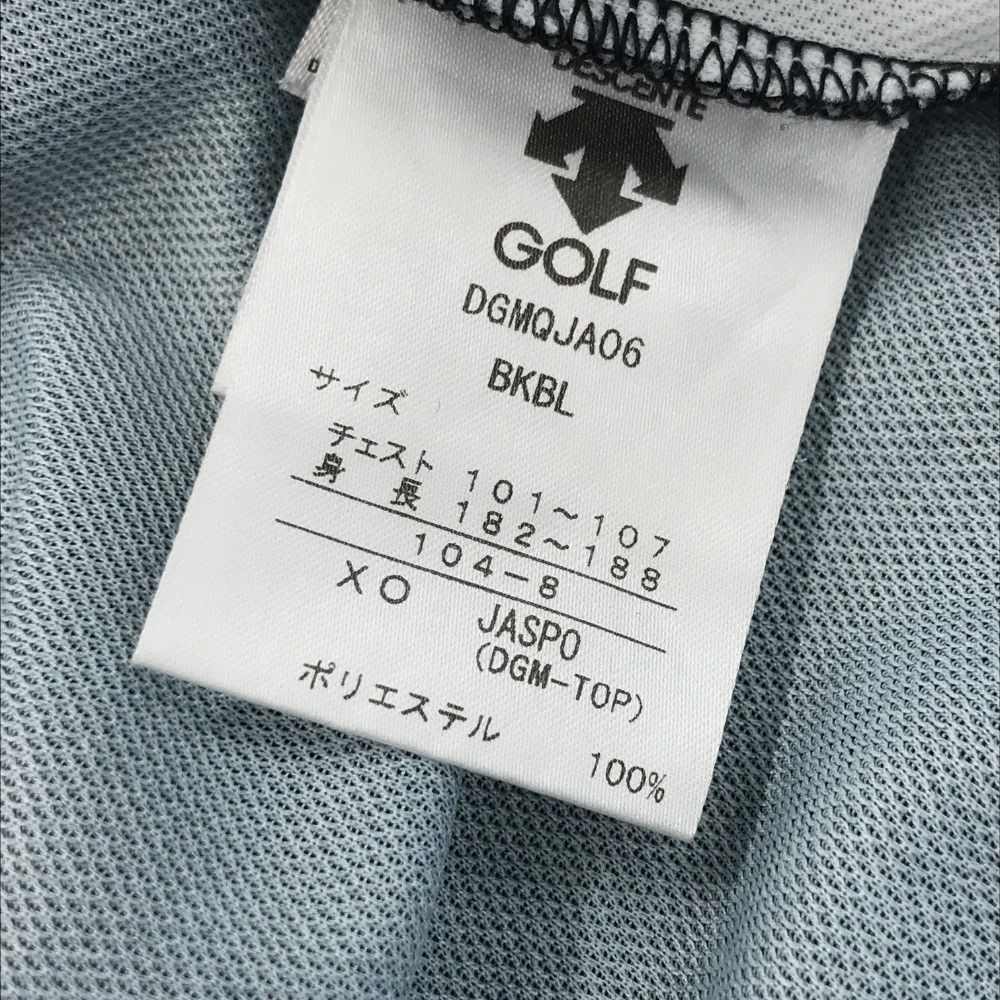 DESCENTE
GOLF
DGMQJA06
BKBL
サイズ
チェスト 101～107
身長 182～188
104-8
XO JASPO
(DGM-TOP)
ポリエステル 100%